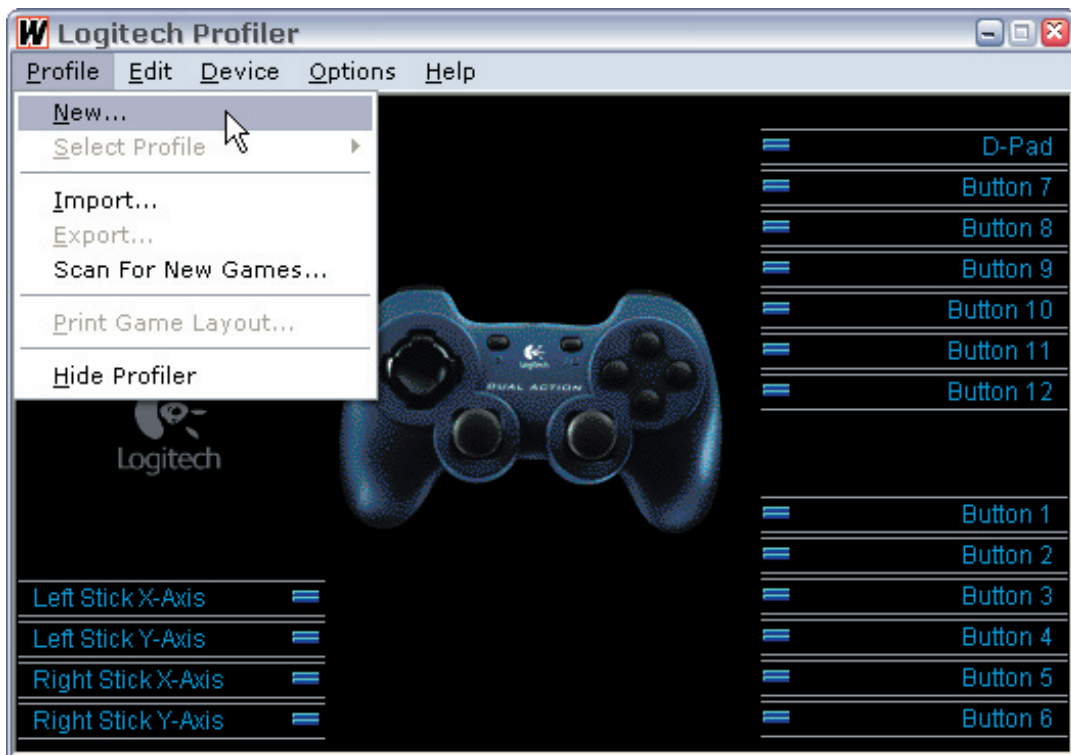 Logitech Profiler
Profile Edit Device Options Help
New...
Select Profile
Import...
Export...
Scan For New Games...
Print Game Layout...
Hide Profiler
Logitech
Logitech
DUAL ACTION
D-Pad
Button 7
Button 8
Button 9
Button 10
Button 11
Button 12
Button 1
Button 2
Button 3
Button 4
Button 5
Button 6
Left Stick X-Axis
Left Stick Y-Axis
Right Stick X-Axis
Right Stick Y-Axis